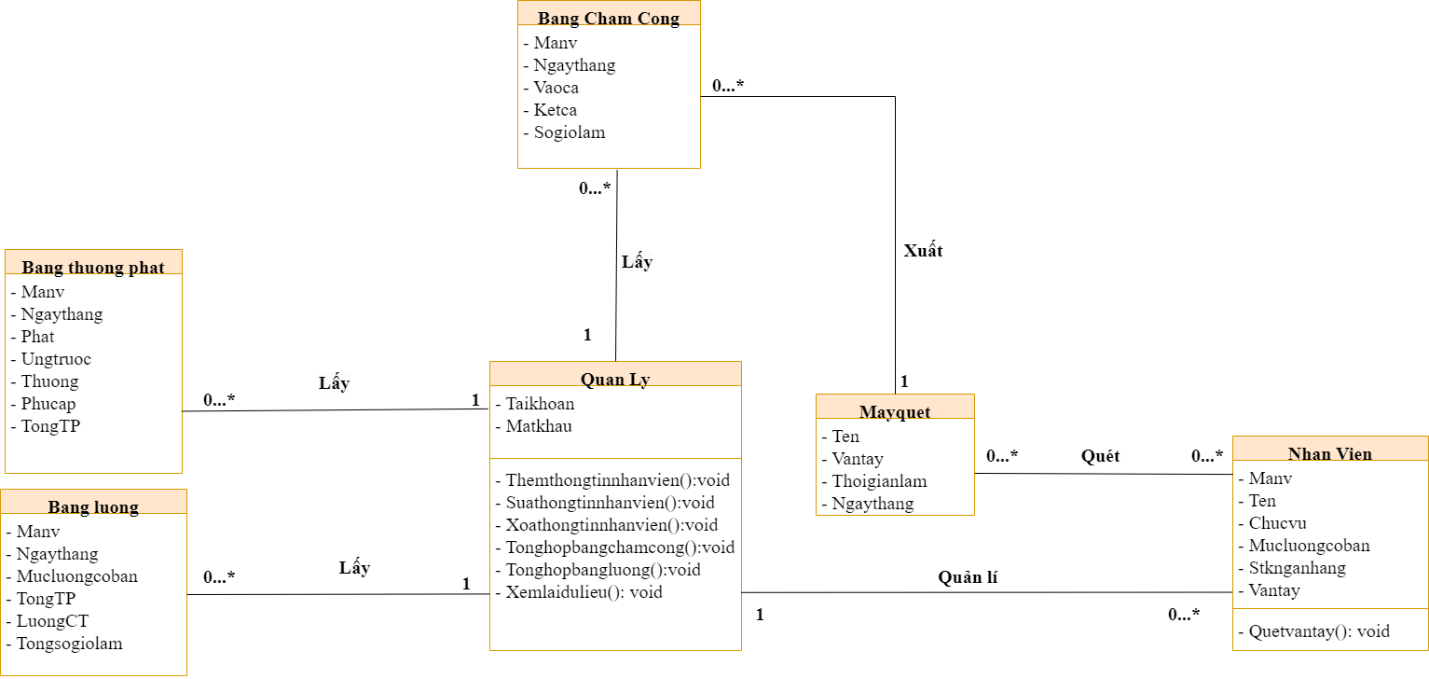 Bang Cham Cong
- Manv
- Ngaythang
- Vaoca
- Ketca
- Sogiolam
0...*
0...*
Lấy
1
Xuất
1
Bang thuong phat
- Manv
- Ngaythang
- Phat
- Ungtruoc
- Thuong
- Phucap
- TongTP
0...*
Lấy
1
Quan Ly
- Taikhoan
- Matkhau
- Themthongtinnhanvien():void
- Suathongtinnhanvien():void
- Xoathongtinnhanvien():void
- Tonghopbangchamcong():void
- Tonghopbangluong():void
- Xemlaidulieu(): void
Mayquet
- Ten
- Vantay
- Thoigianlam
- Ngaythang
0...*
Quét
0...*
Nhan Vien
- Manv
- Ten
- Chucvu
- Mucluongcoban
- Stknganhang
- Vantay
- Quetvantay(): void
Bang luong
- Manv
- Ngaythang
- Mucluongcoban
- TongTP
- LuongCT
- Tongsogiolam
0...*
Lấy
1
Quản lí
1
0...*